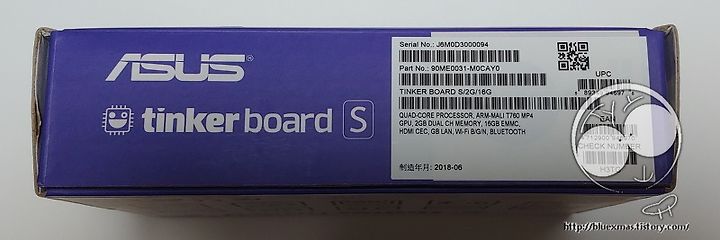 ASUS
tinker board S
Serial No.: J6M0D3000094
Part No.: 90ME0031-M0CAY0
UPC
TINKER BOARD S/2G/16G
QUAD-CORE PROCESSOR, ARM-MALI T760 MP4
GPU, 2GB DUAL CH MEMORY, 16GB EMMC,
HDMI CEC, GB LAN, Wi-Fi B/G/N, BLUETOOTH
制造年月: 2018-06
CHECK NUMBER
http://bluexmas.tistory.com